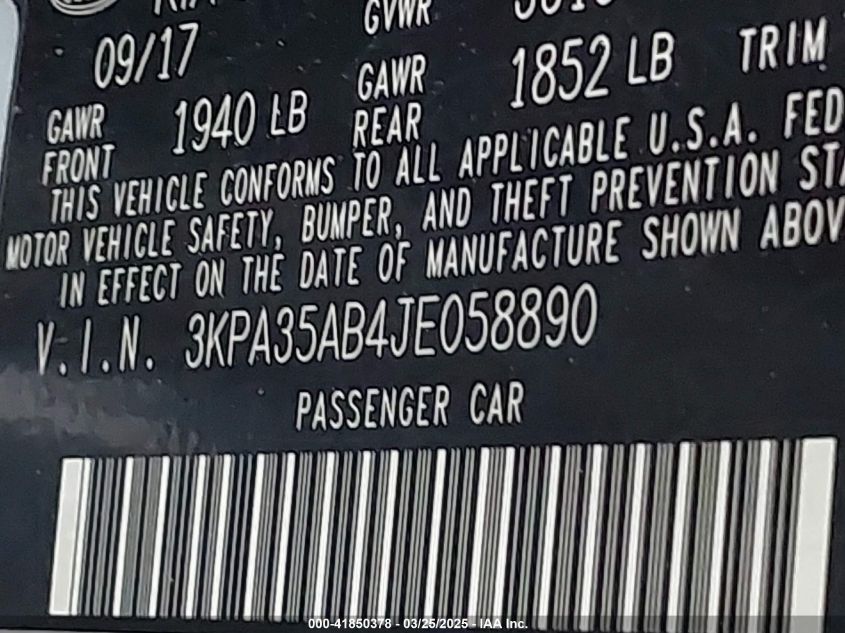 09/17 GVWR
GAWR FRONT 1940 LB GAWR REAR 1852 LB TRIM
THIS VEHICLE CONFORMS TO ALL APPLICABLE U.S.A. FED
MOTOR VEHICLE SAFETY, BUMPER, AND THEFT PREVENTION STA
IN EFFECT ON THE DATE OF MANUFACTURE SHOWN ABOV
V.I.N. 3KPA35AB4JE058890
PASSENGER CAR
000-41850378 - 03/25/2025 - IAA Inc.